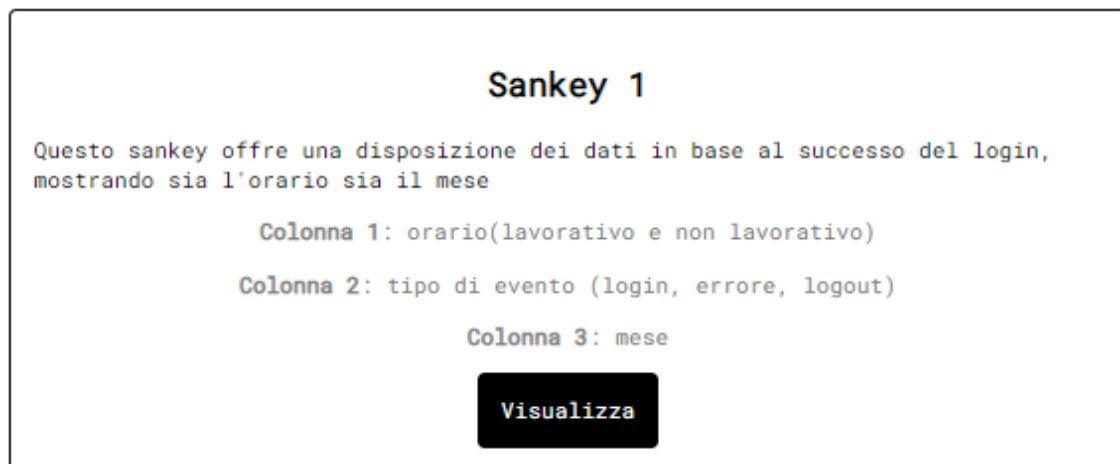 Sankey 1
Questo sankey offre una disposizione dei dati in base al successo del login,
mostrando sia l'orario sia il mese
Colonna 1: orario(lavorativo e non lavorativo)
Colonna 2: tipo di evento (login, errore, logout)
Colonna 3: mese
Visualizza